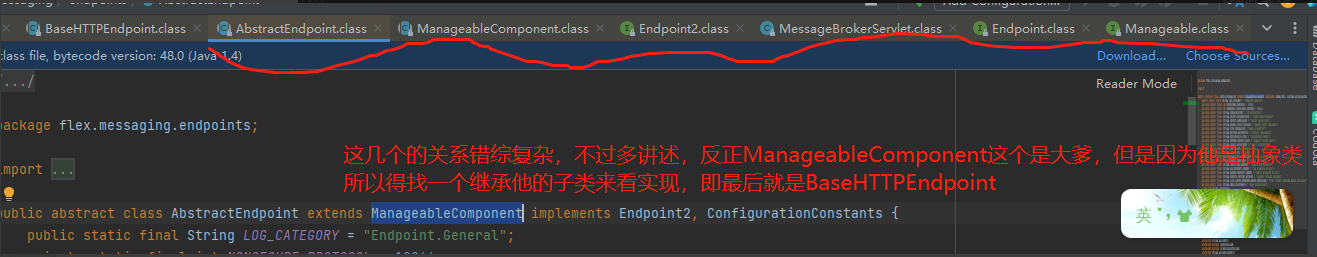 Add Configuration...
BaseHTTPEndpoint.class AbstractEndpoint.class ManageableComponent.class Endpoint2.class MessageBrokerServlet.class Endpoint.class Manageable.class
class file, bytecode version: 48.0 (Java 1.4) Download... Choose Sources...
Database
/.../ Reader Mode
package flex.messaging.endpoints;
import ...
这几个的关系错综复杂，不过多讲述，反正ManageableComponent这个是大爹，但是因为他是抽象类
所以得找一个继承他的子类来看实现，即最后就是BaseHTTPEndpoint
public abstract class AbstractEndpoint extends ManageableComponent implements Endpoint2, ConfigurationConstants {
英
public static final String LOG_CATEGORY = "Endpoint.General";